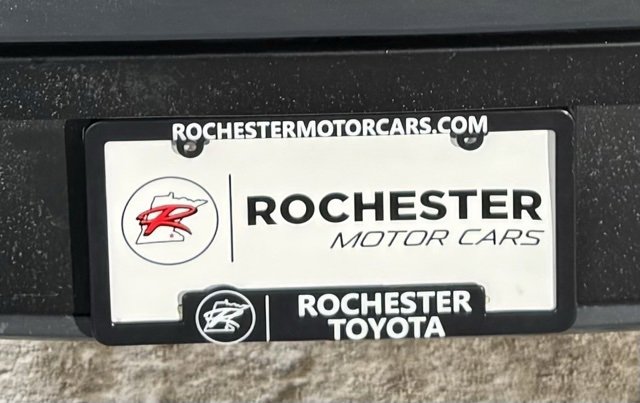 ROCHESTERMOTORCARS.COM
R
ROCHESTER
MOTOR CARS
R
ROCHESTER
TOYOTA